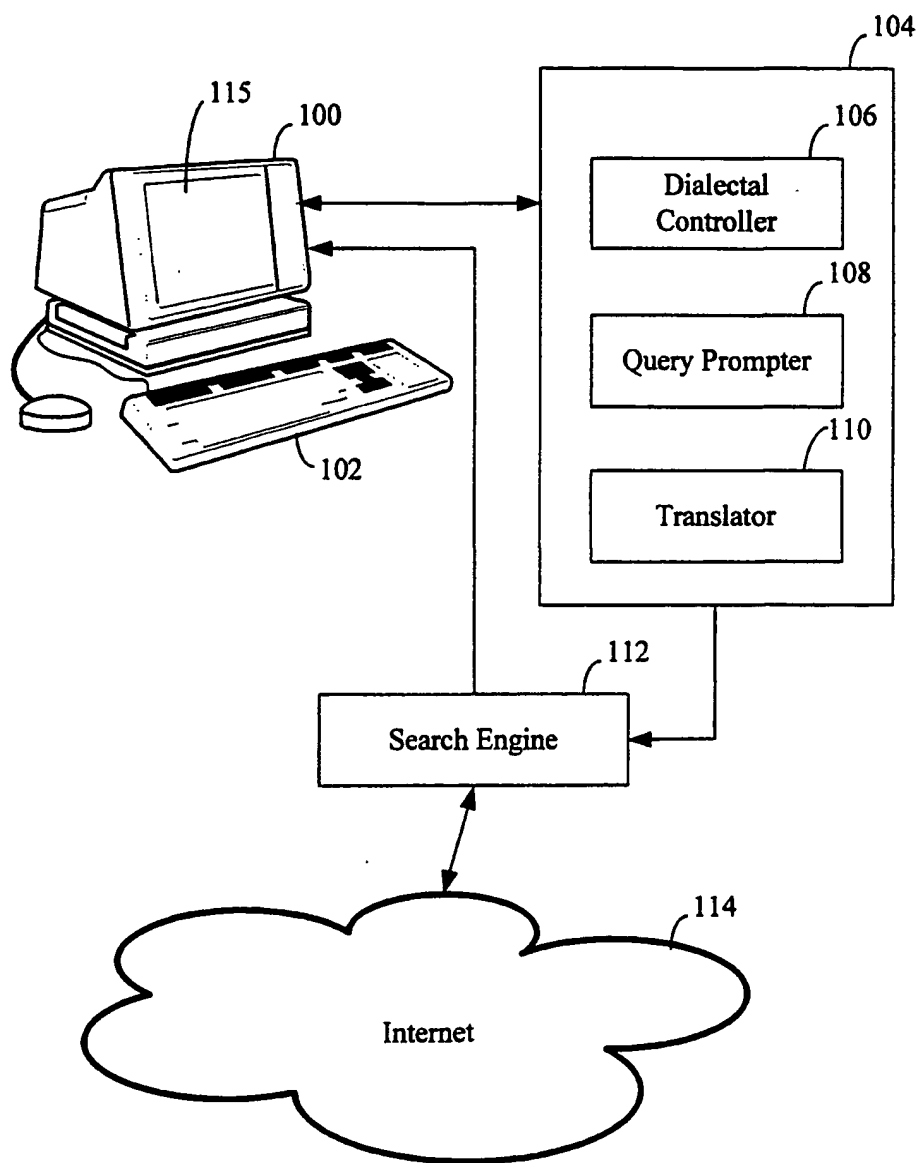 104
115
100
106
Dialectal
Controller
108
Query Prompter
110
102
Translator
112
Search Engine
114
Internet